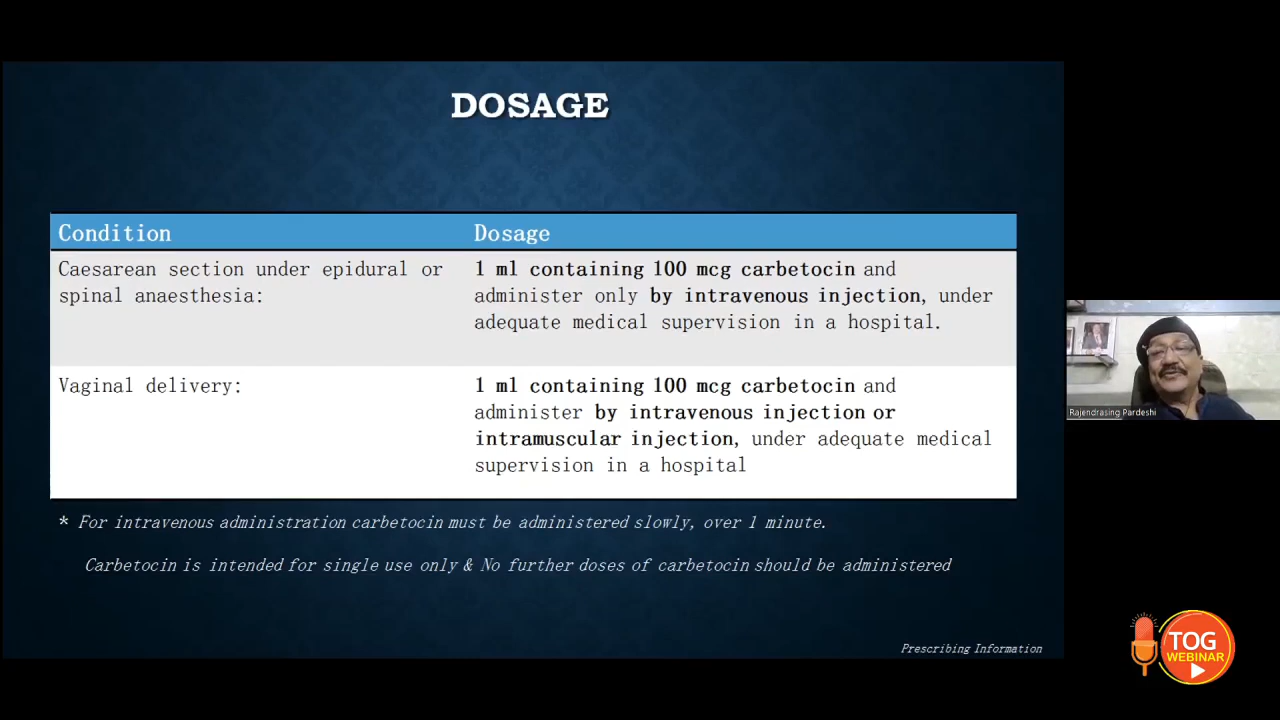 DOSAGE
Condition
Dosage
Caesarean section under epidural or
spinal anaesthesia:
1 ml containing 100 mcg carbetocin and
administer only by intravenous injection, under
adequate medical supervision in a hospital.
Vaginal delivery:
1 ml containing 100 mcg carbetocin and
administer by intravenous injection or
intramuscular injection, under adequate medical
supervision in a hospital
* For intravenous administration carbetocin must be administered slowly, over 1 minute.
Carbetocin is intended for single use only & No further doses of carbetocin should be administered
Prescribing Information
Rajendrasing Pardeshi
TOG
WEBINAR